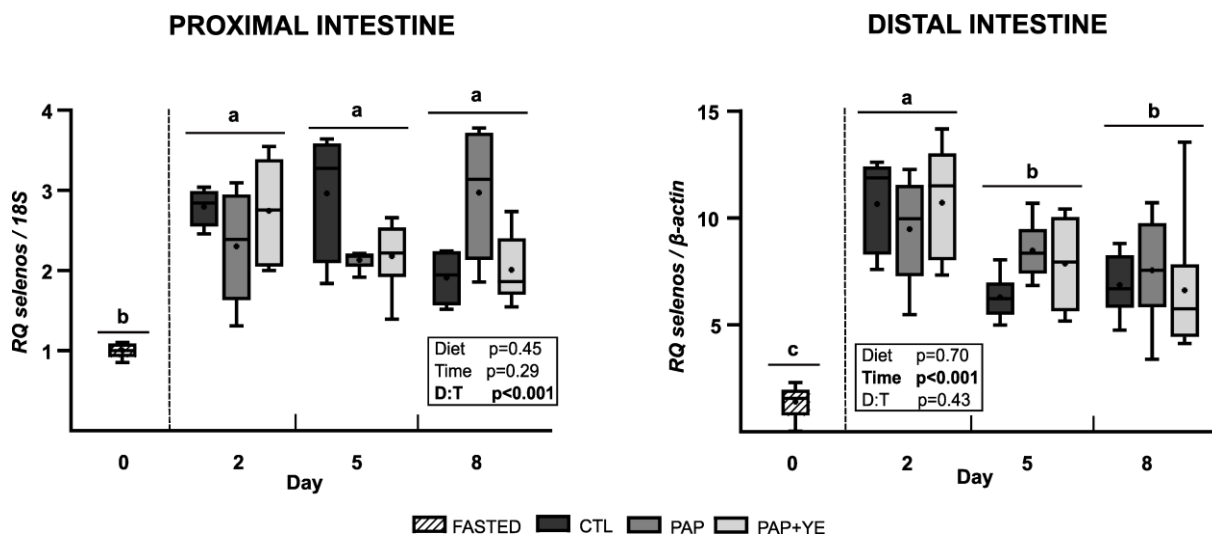 PROXIMAL INTESTINE
RQ selenos / 18S
4
3
2
1
b
a
a
a
Diet p=0.45
Time p=0.29
D:T p<0.001
0 2 5 8
Day
DISTAL INTESTINE
RQ selenos / β-actin
15
10
5
c
a
b
b
Diet p=0.70
Time p<0.001
D:T p=0.43
0 2 5 8
Day
FASTED CTL PAP PAP+YE